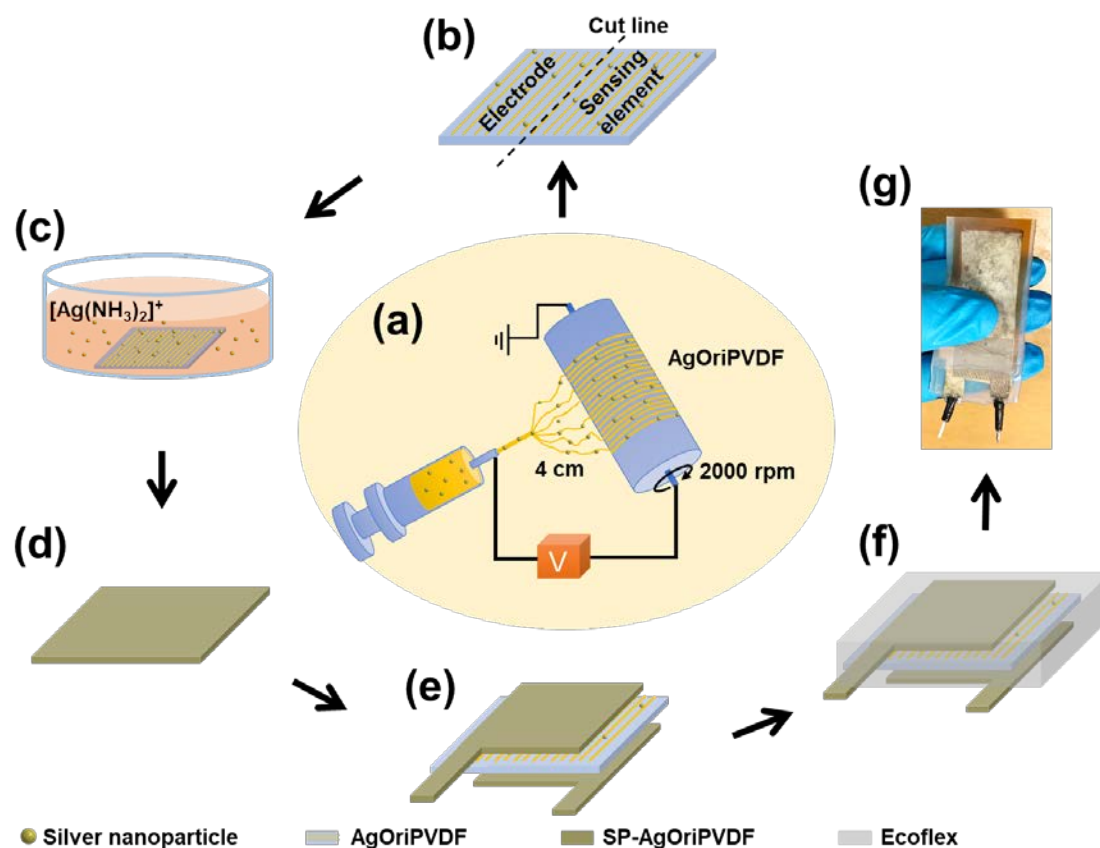 (b)
Cut line
Electrode
Sensing
element
(g)
(c)
[Ag(NH₃)₂]⁺
(a)
AgOriPVDF
4 cm
2000 rpm
V
(d)
(e)
(f)
Silver nanoparticle
AgOriPVDF
SP-AgOriPVDF
Ecoflex